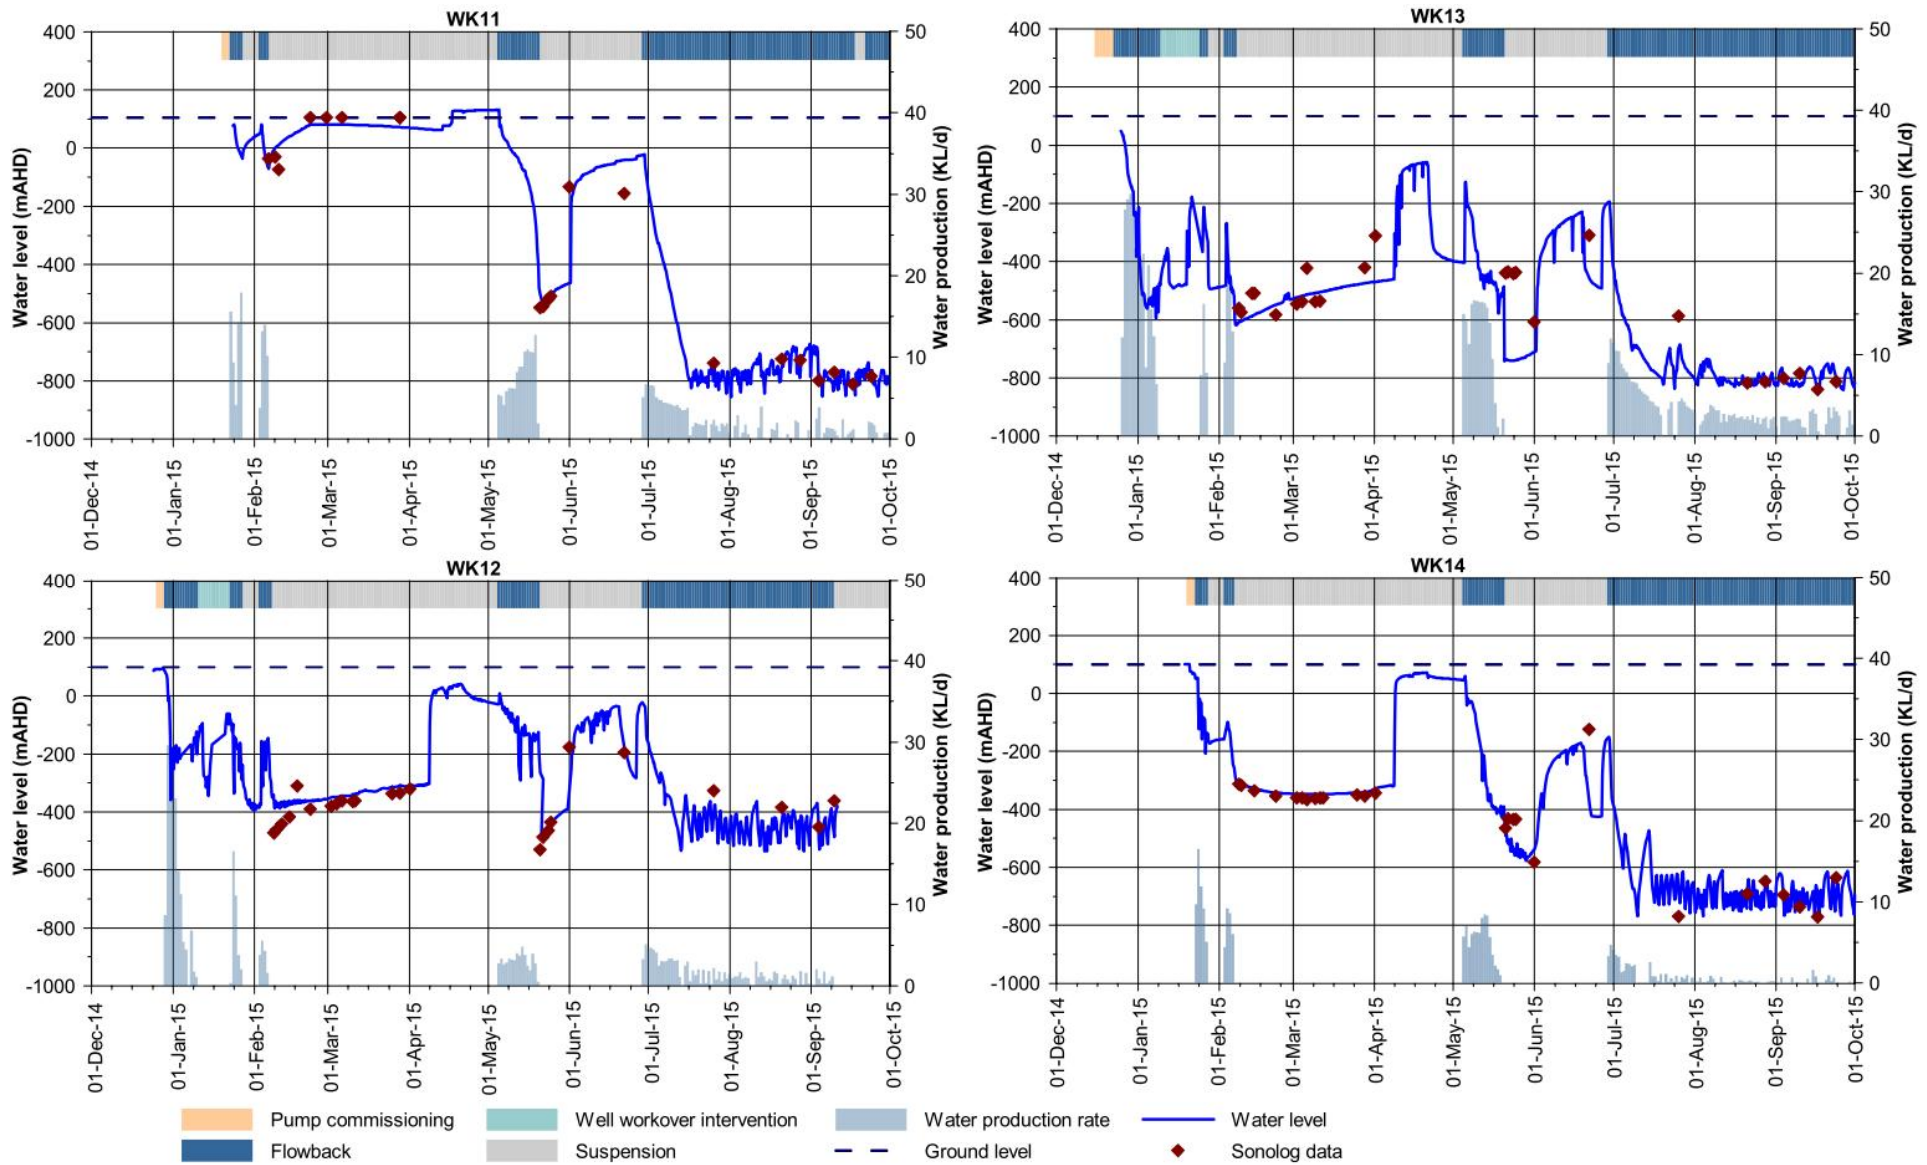 WK11
400
200
0
-200
-400
-600
-800
-1000
Water level (mAHD)
50
40
30
20
10
0
Water production (KL/d)
01-Dec-14
01-Jan-15
01-Feb-15
01-Mar-15
01-Apr-15
01-May-15
01-Jun-15
01-Jul-15
01-Aug-15
01-Sep-15
01-Oct-15
WK13
400
200
0
-200
-400
-600
-800
-1000
Water level (mAHD)
50
40
30
20
10
0
Water production (KL/d)
01-Dec-14
01-Jan-15
01-Feb-15
01-Mar-15
01-Apr-15
01-May-15
01-Jun-15
01-Jul-15
01-Aug-15
01-Sep-15
01-Oct-15
WK12
400
200
0
-200
-400
-600
-800
-1000
Water level (mAHD)
50
40
30
20
10
0
Water production (KL/d)
01-Dec-14
01-Jan-15
01-Feb-15
01-Mar-15
01-Apr-15
01-May-15
01-Jun-15
01-Jul-15
01-Aug-15
01-Sep-15
01-Oct-15
WK14
400
200
0
-200
-400
-600
-800
-1000
Water level (mAHD)
50
40
30
20
10
0
Water production (KL/d)
01-Dec-14
01-Jan-15
01-Feb-15
01-Mar-15
01-Apr-15
01-May-15
01-Jun-15
01-Jul-15
01-Aug-15
01-Sep-15
01-Oct-15
Pump commissioning
Well workover intervention
Water production rate
Water level
Flowback
Suspension
Ground level
Sonolog data